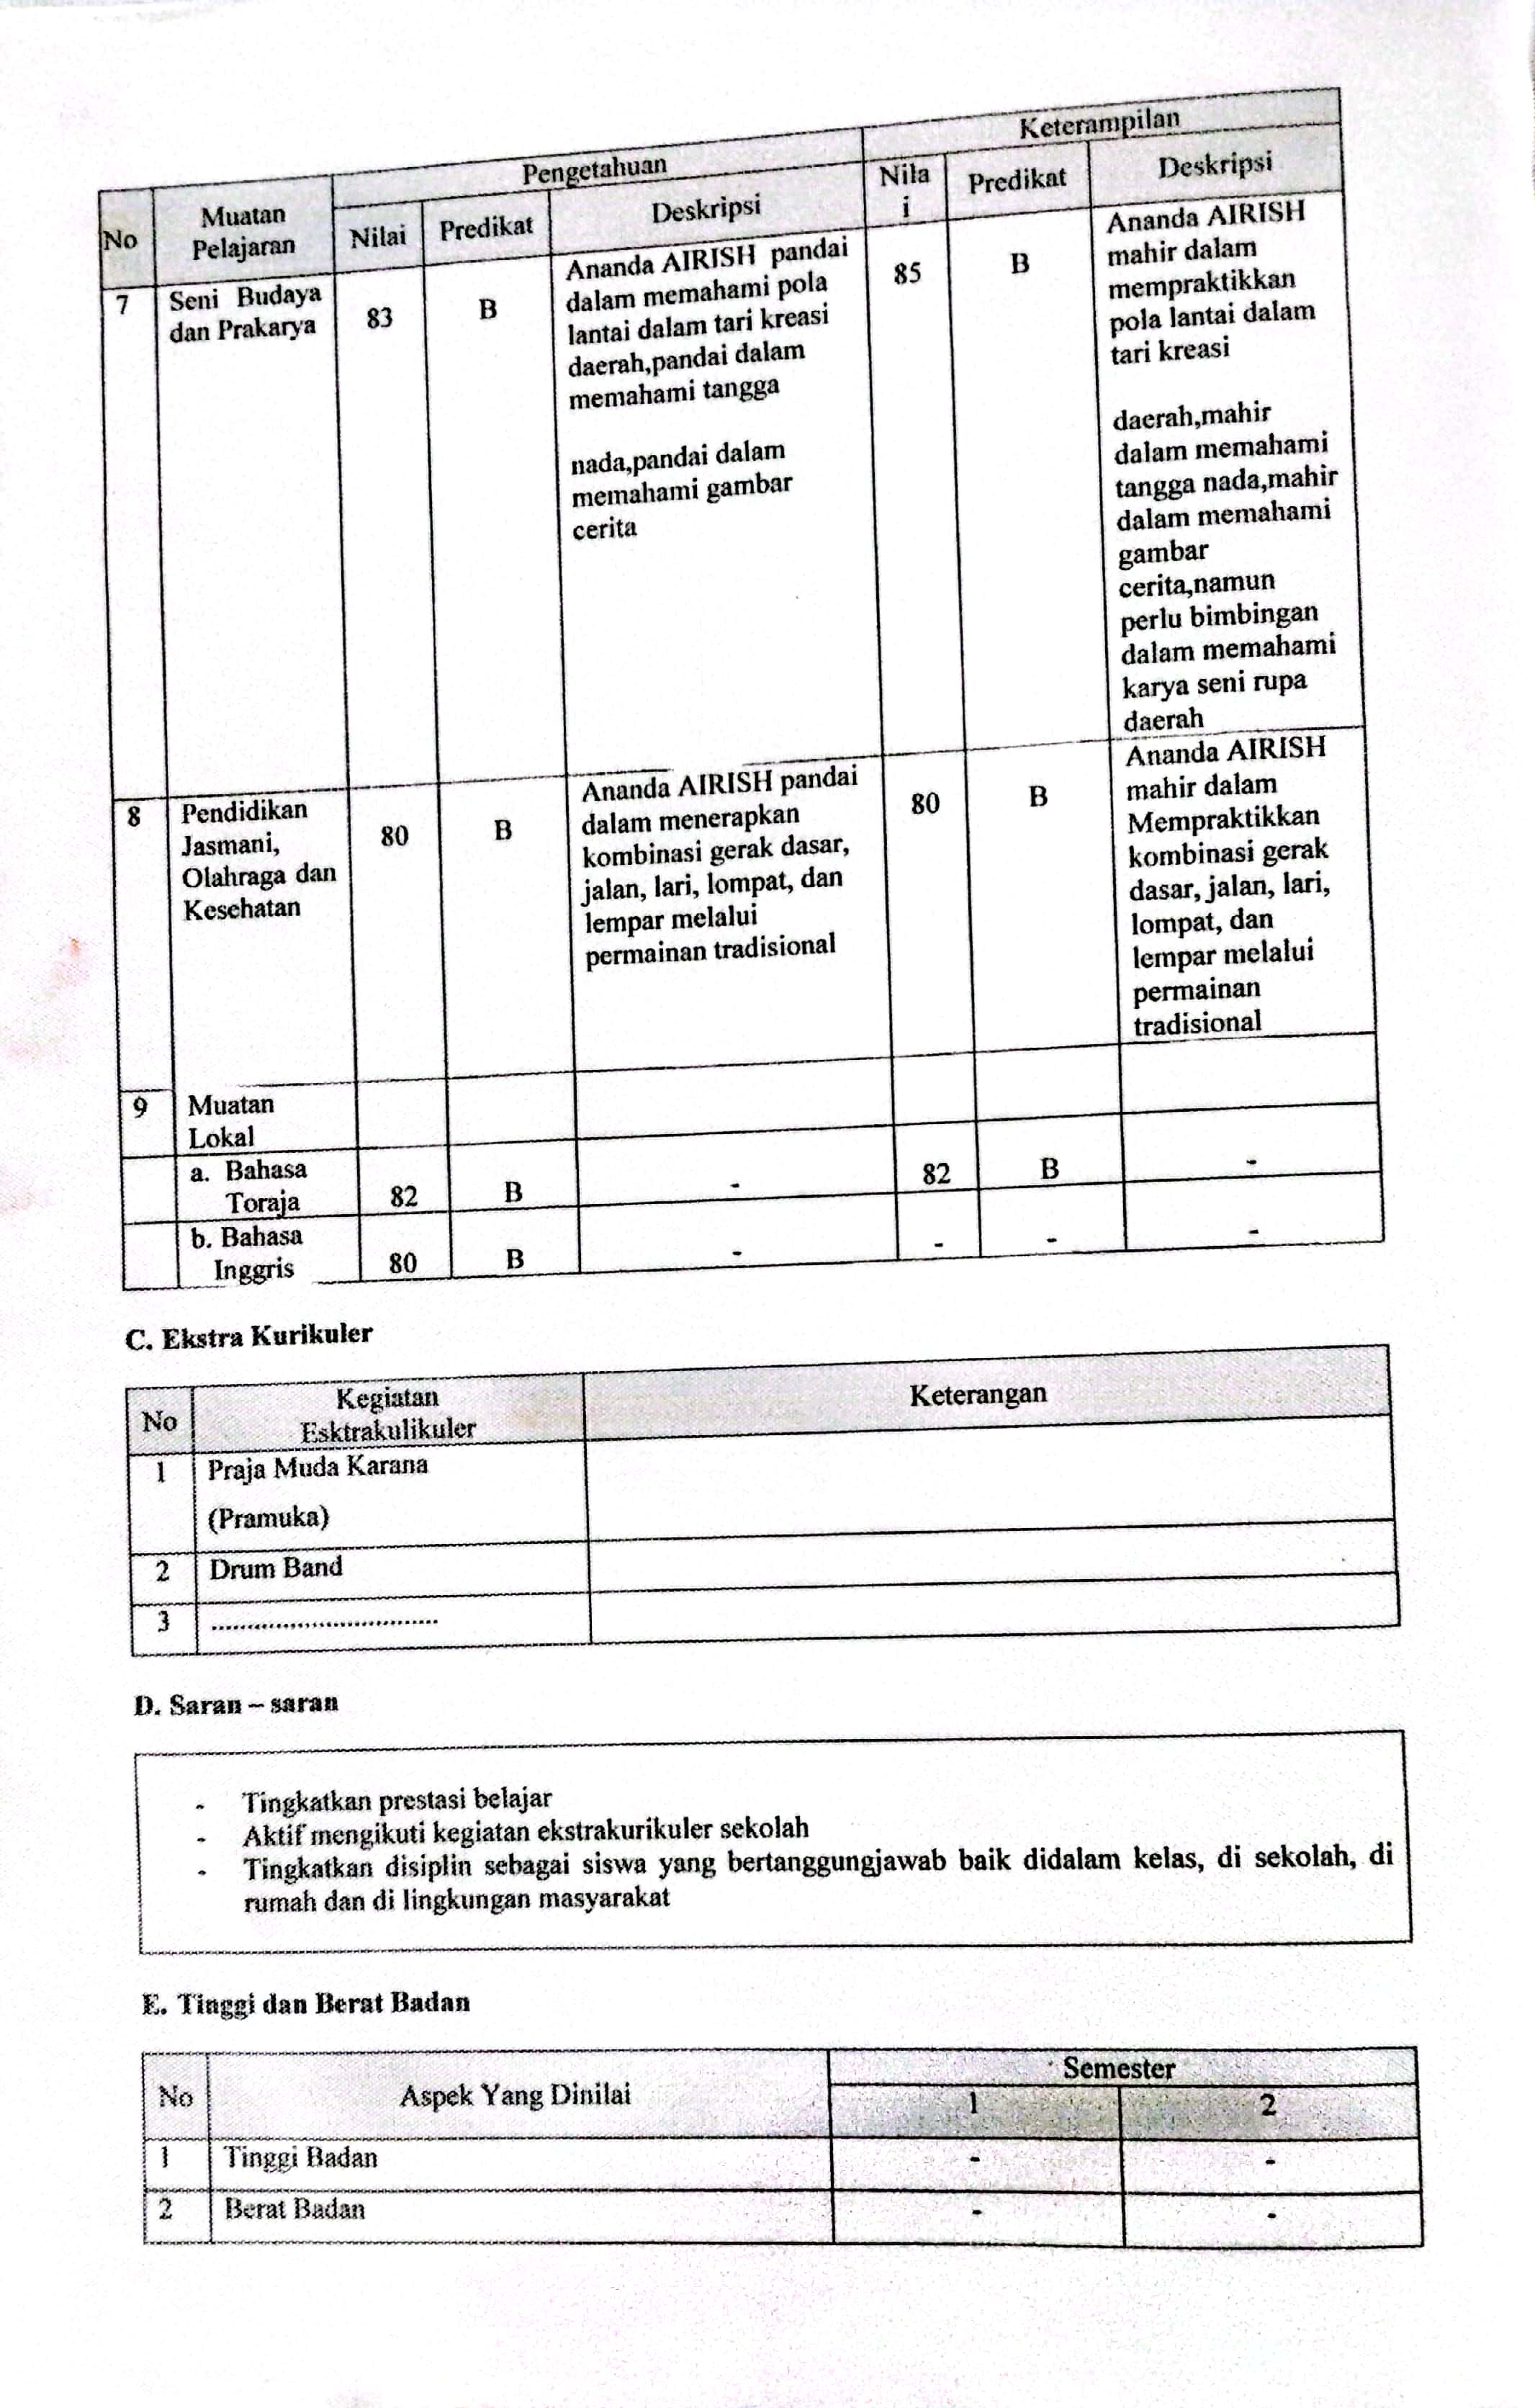 No
Muatan
Pelajaran
Pengetahuan
Keterampilan
Nilai
Predikat
Deskripsi
Nila
i
Predikat
Deskripsi
7
Seni Budaya
dan Prakarya
83
B
Ananda AIRISH pandai
dalam memahami pola
lantai dalam tari kreasi
daerah,pandai dalam
memahami tangga
nada,pandai dalam
memahami gambar
cerita
85
B
Ananda AIRISH
mahir dalam
mempraktikkan
pola lantai dalam
tari kreasi
daerah,mahir
dalam memahami
tangga nada,mahir
dalam memahami
gambar
cerita,namun
perlu bimbingan
dalam memahami
karya seni rupa
daerah
8
Pendidikan
Jasmani,
Olahraga dan
Kesehatan
80
B
Ananda AIRISH pandai
dalam menerapkan
kombinasi gerak dasar,
jalan, lari, lompat, dan
lempar melalui
permainan tradisional
80
B
Ananda AIRISH
mahir dalam
Mempraktikkan
kombinasi gerak
dasar, jalan, lari,
lompat, dan
lempar melalui
permainan
tradisional
9
Muatan
Lokal
a. Bahasa
Toraja
82
B
-
82
B
-
b. Bahasa
Inggris
80
B
-
-
-
-
C. Ekstra Kurikuler
No
Kegiatan
Esktrakulikuler
Keterangan
1
Praja Muda Karana
(Pramuka)
2
Drum Band
3
................................
D. Saran – saran
- Tingkatkan prestasi belajar
- Aktif mengikuti kegiatan ekstrakurikuler sekolah
- Tingkatkan disiplin sebagai siswa yang bertanggungjawab baik didalam kelas, di sekolah, di
rumah dan di lingkungan masyarakat
E. Tinggi dan Berat Badan
No
Aspek Yang Dinilai
Semester
1
2
1
Tinggi Badan
-
-
2
Berat Badan
-
-